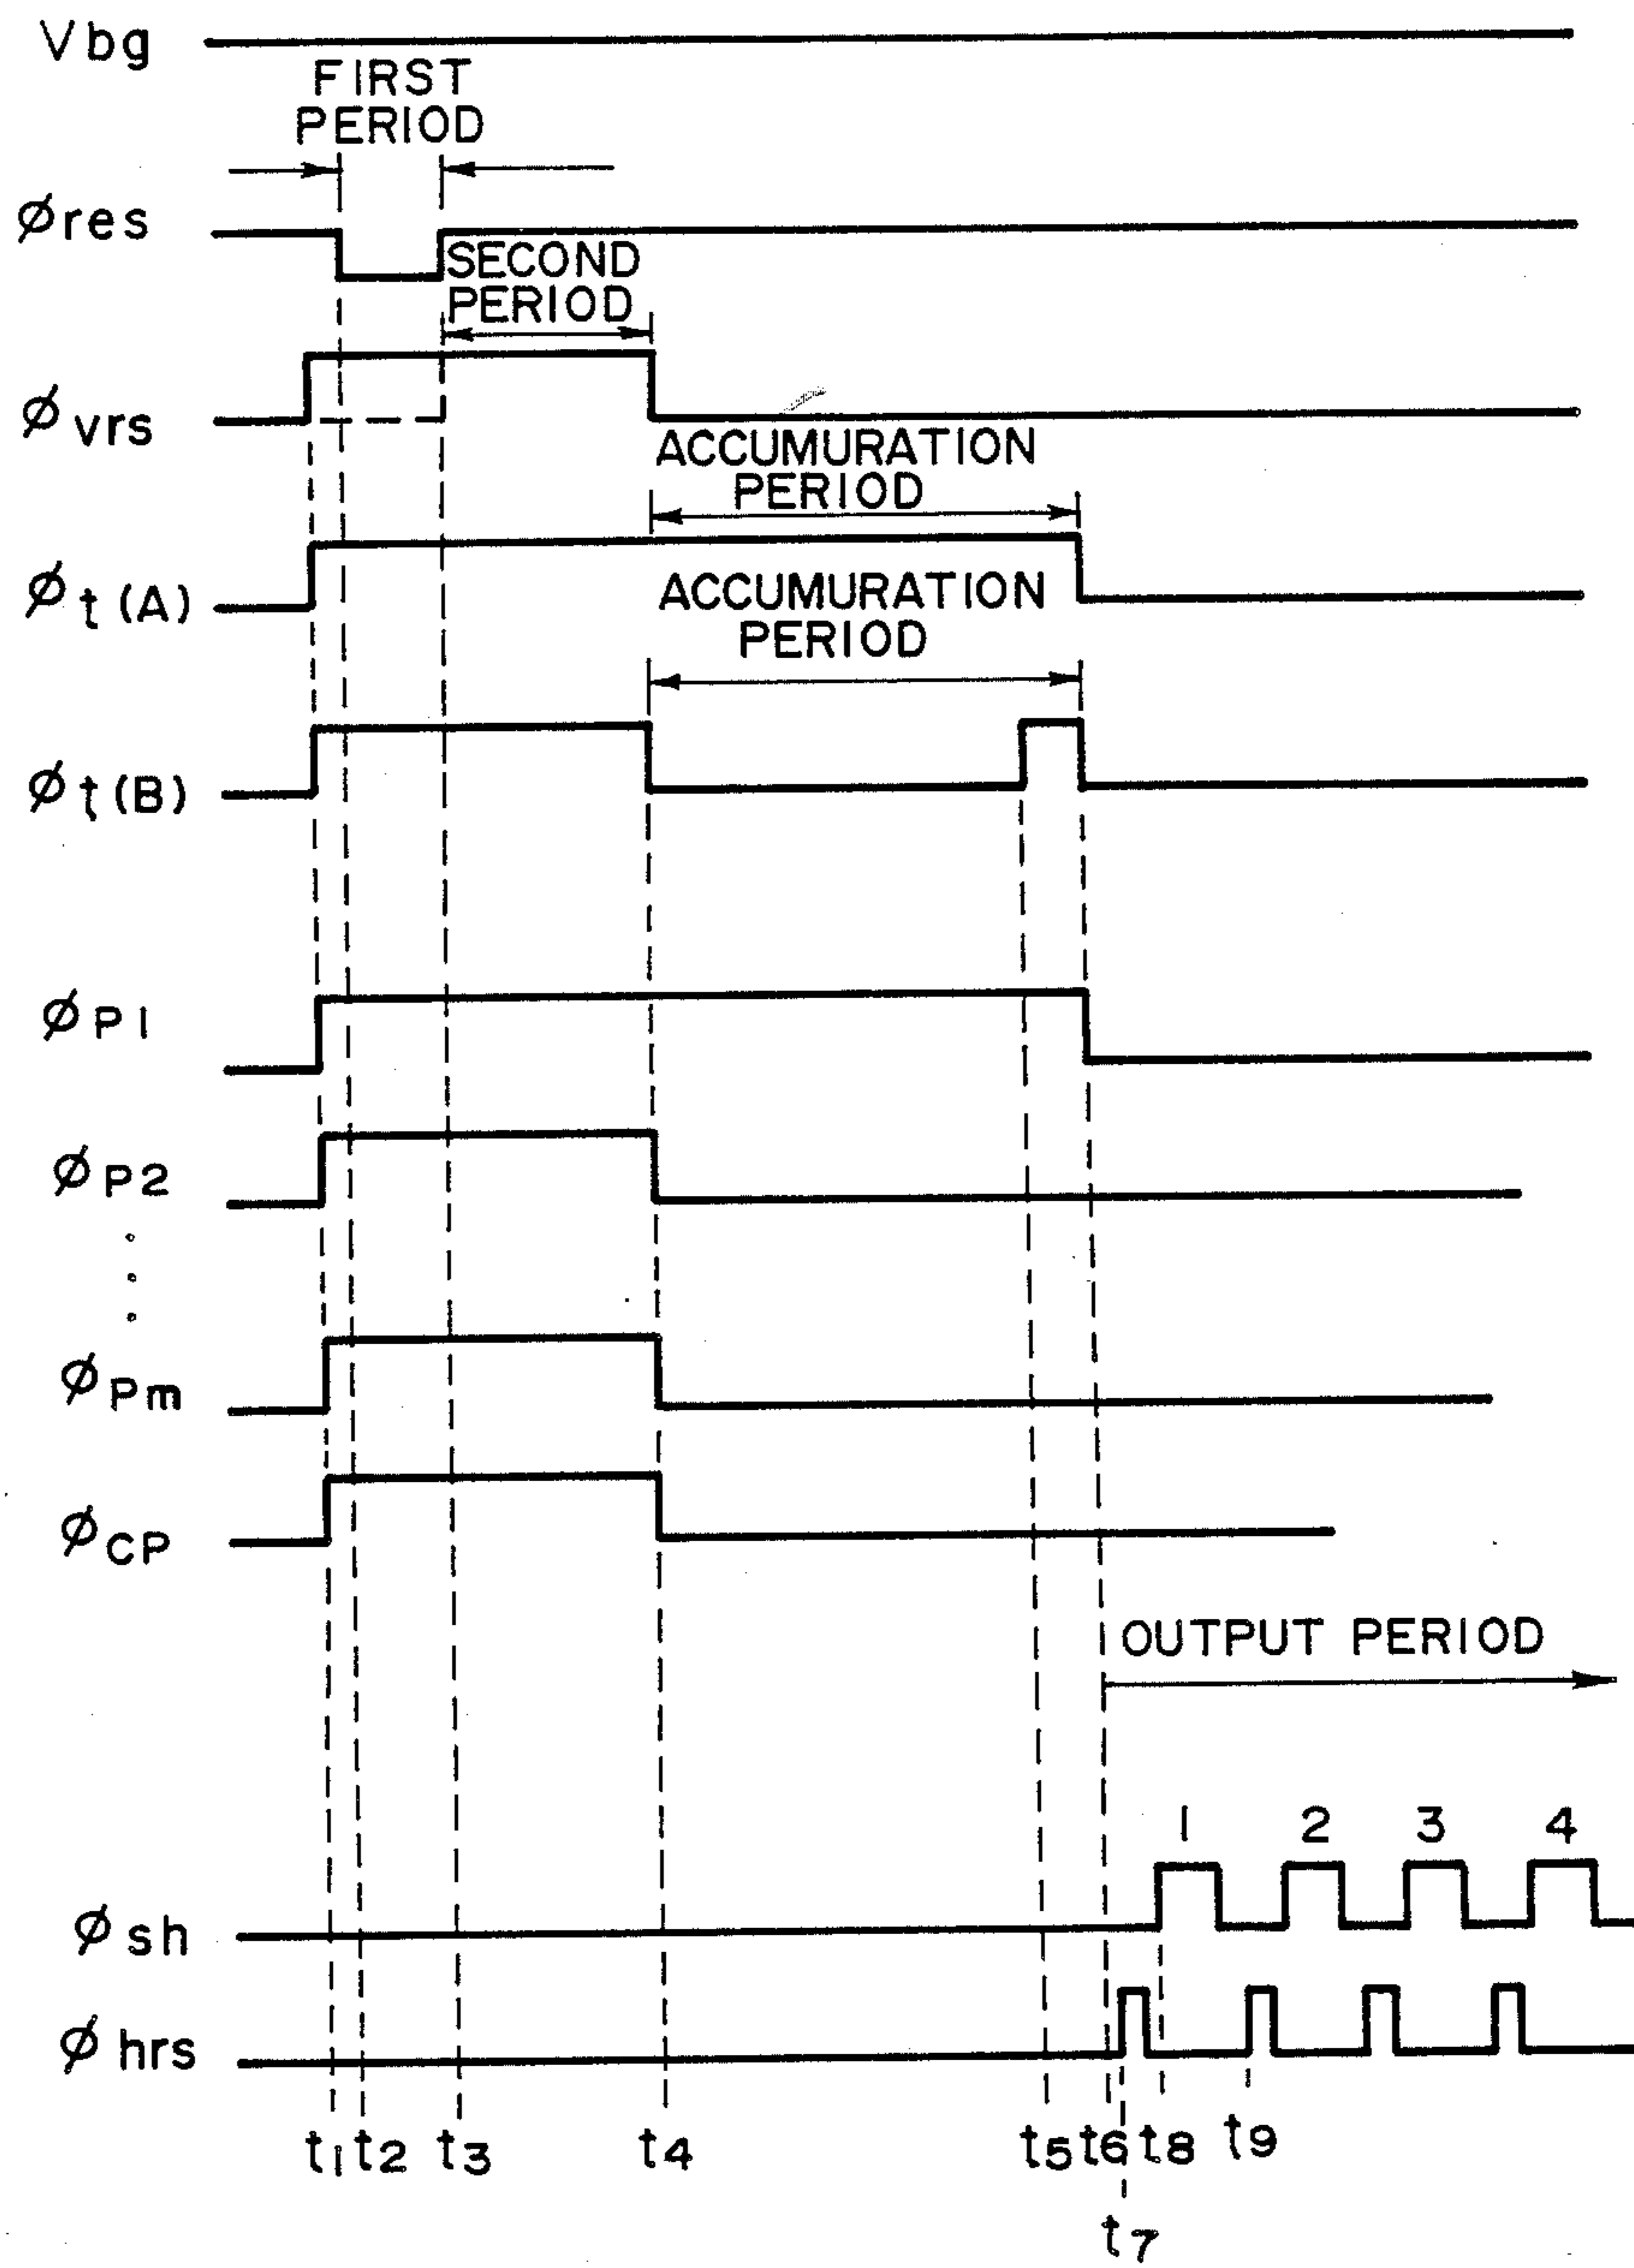 Vbg
FIRST
PERIOD
φres
SECOND
PERIOD
φvrs
ACCUMURATION
PERIOD
φt(A)
ACCUMURATION
PERIOD
φt(B)
φP1
φP2
φPm
φCP
OUTPUT PERIOD
1 2 3 4
φsh
φhrs
t1 t2 t3 t4 t5 t6 t8 t9
t7